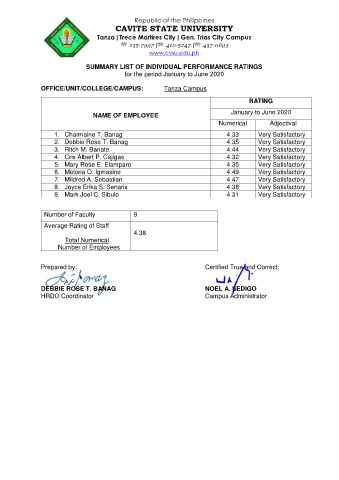 Republic of the Philippines
CAVITE STATE UNIVERSITY
Tanza | Trece Martires City | Gen. Trias City Campus
☏ 235-7997 ☏ 410-5247 ☏ 437-0693
www.cvsu.edu.ph
SUMMARY LIST OF INDIVIDUAL PERFORMANCE RATINGS
for the period January to June 2020
OFFICE/UNIT/COLLEGE/CAMPUS: Tanza Campus
NAME OF EMPLOYEE
RATING
January to June 2020
Numerical Adjectival
1. Charmaine T. Banag 4.33 Very Satisfactory
2. Debbie Rose T. Banag 4.35 Very Satisfactory
3. Ritch M. Banate 4.44 Very Satisfactory
4. Cris Albert P. Cajigas 4.32 Very Satisfactory
5. Mary Rose E. Elamparo 4.35 Very Satisfactory
6. Melona O. Igmasine 4.49 Very Satisfactory
7. Mildred A. Sebastian 4.47 Very Satisfactory
8. Joyce Erika S. Senaris 4.38 Very Satisfactory
9. Mark Joel C. Sibulo 4.31 Very Satisfactory
Number of Faculty 9
Average Rating of Staff 4.38
Total Numerical
Number of Employees
Prepared by: Certified True and Correct:
DEBBIE ROSE T. BANAG NOEL A. SEDIGO
HRDO Coordinator Campus Administrator